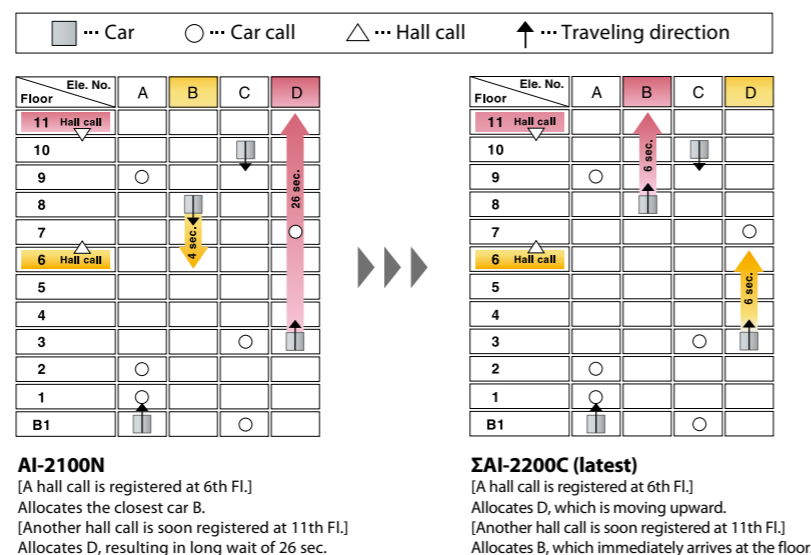 ··· Car ··· Car call ··· Hall call ··· Traveling direction
Ele. No. A B C D
Floor
11 Hall call
10
9
8
7
6 Hall call
5
4
3
2
1
B1
4 sec.
26 sec.
Ele. No. A B C D
Floor
11 Hall call
10
9
8
7
6 Hall call
5
4
3
2
1
B1
6 sec.
6 sec.
AI-2100N
[A hall call is registered at 6th Fl.]
Allocates the closest car B.
[Another hall call is soon registered at 11th Fl.]
Allocates D, resulting in long wait of 26 sec.
ΣAI-2200C (latest)
[A hall call is registered at 6th Fl.]
Allocates D, which is moving upward.
[Another hall call is soon registered at 11th Fl.]
Allocates B, which immediately arrives at the floor